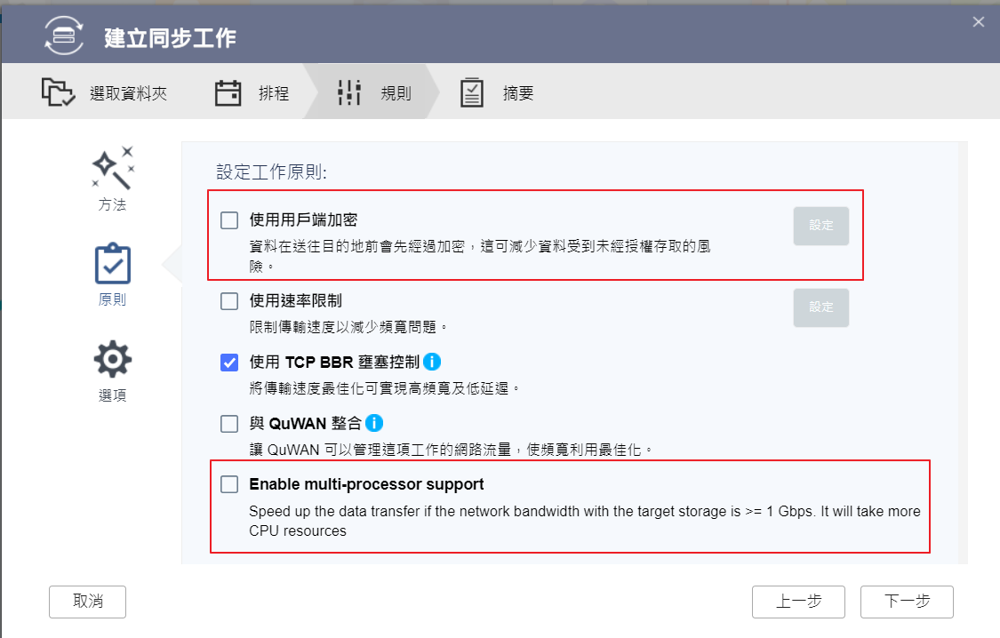 建立同步工作
選取資料夾
排程
規則
摘要
方法
原則
選項
設定工作原則:
使用用戶端加密
設定
資料在送往目的地前會先經過加密，這可減少資料受到未經授權存取的風
險。
使用速率限制
設定
限制傳輸速度以減少頻寬問題。
使用 TCP BBR 壅塞控制
將傳輸速度最佳化可實現高頻寬及低延遲。
與 QuWAN 整合
讓 QuWAN 可以管理這項工作的網路流量，使頻寬利用最佳化。
Enable multi-processor support
Speed up the data transfer if the network bandwidth with the target storage is >= 1 Gbps. It will take more
CPU resources
取消
上一步
下一步